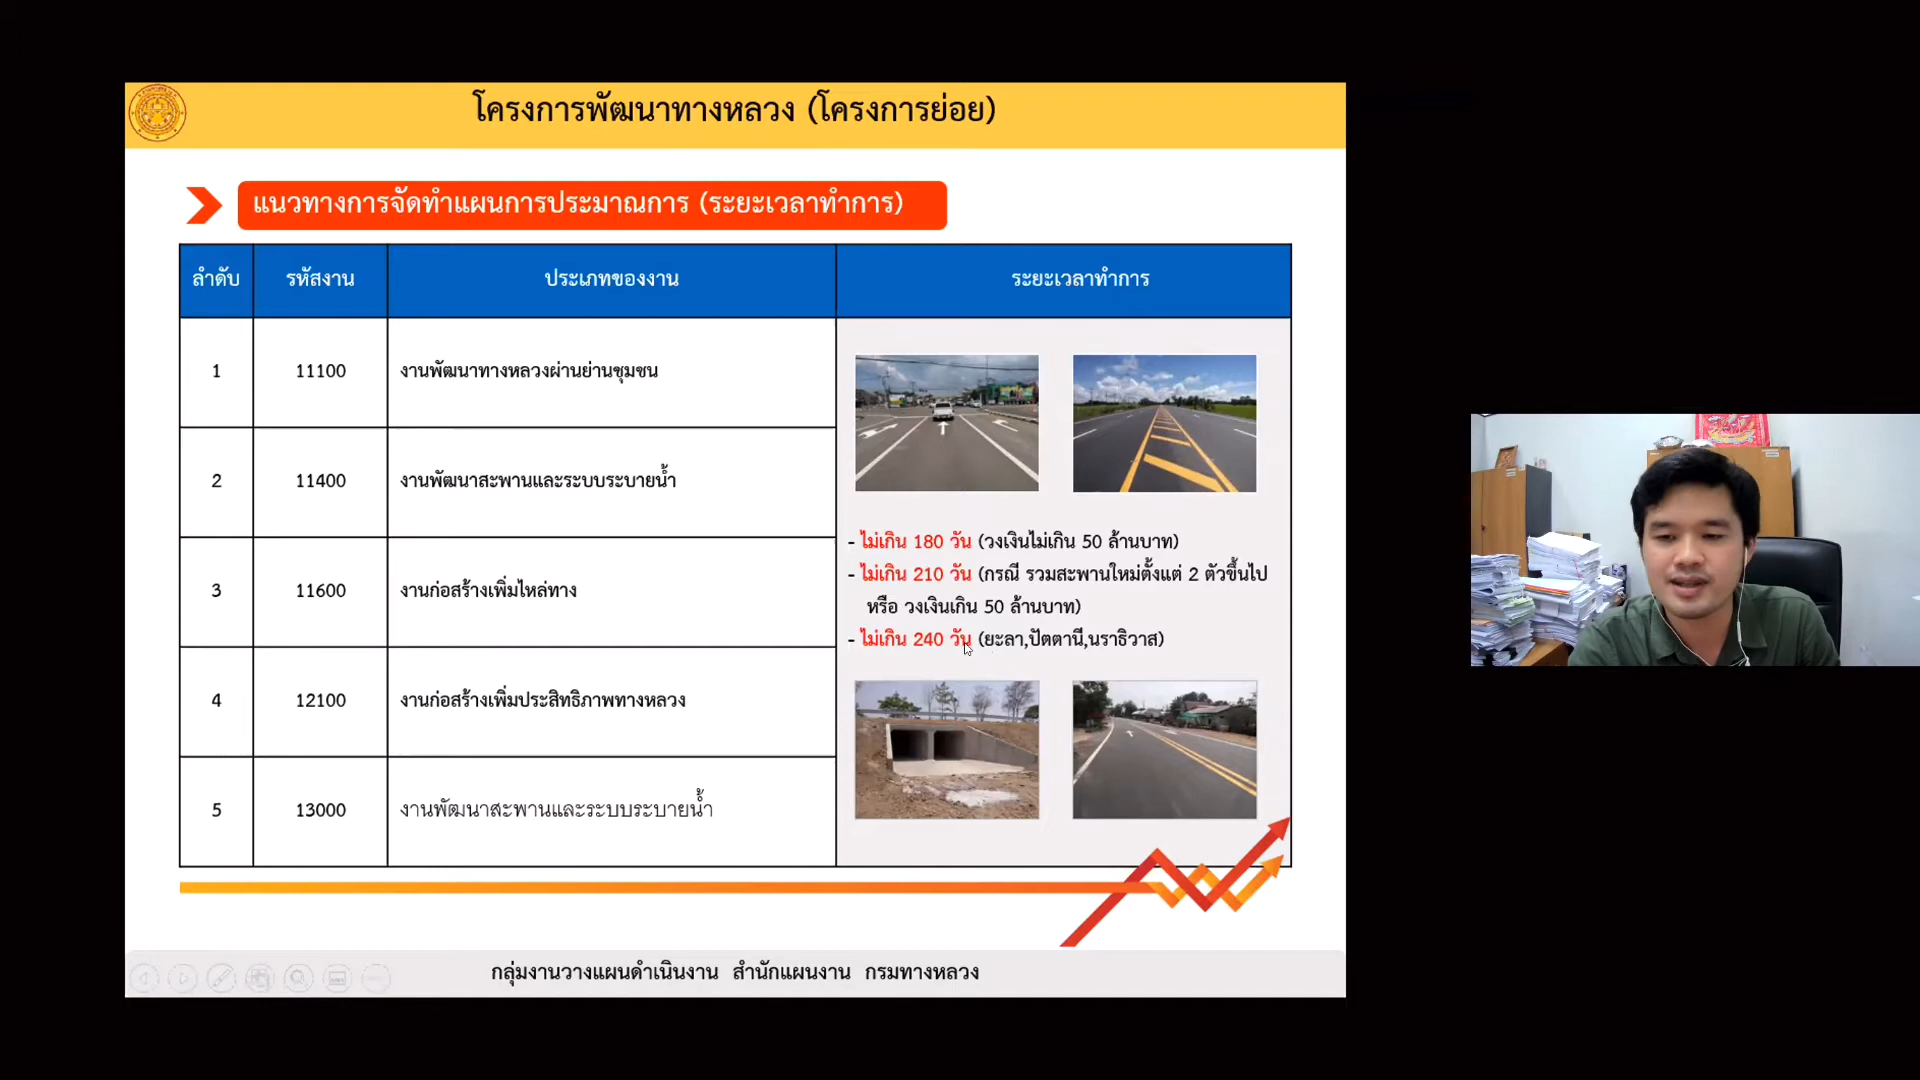 โครงการพัฒนาทางหลวง (โครงการย่อย)
แนวทางการจัดทำแผนการประมาณการ (ระยะเวลาทำการ)
ลำดับ รหัสงาน ประเภทของงาน ระยะเวลาทำการ
1 11100 งานพัฒนาทางหลวงผ่านย่านชุมชน
2 11400 งานพัฒนาสะพานและระบบระบายน้ำ
3 11600 งานก่อสร้างเพิ่มไหล่ทาง
4 12100 งานก่อสร้างเพิ่มประสิทธิภาพทางหลวง
5 13000 งานพัฒนาสะพานและระบบระบายน้ำ
- ไม่เกิน 180 วัน (วงเงินไม่เกิน 50 ล้านบาท)
- ไม่เกิน 210 วัน (กรณี รวมสะพานใหม่ตั้งแต่ 2 ตัวขึ้นไป
หรือ วงเงินเกิน 50 ล้านบาท)
- ไม่เกิน 240 วัน (ยะลา,ปัตตานี,นราธิวาส)
กลุ่มงานวางแผนดำเนินงาน สำนักแผนงาน กรมทางหลวง